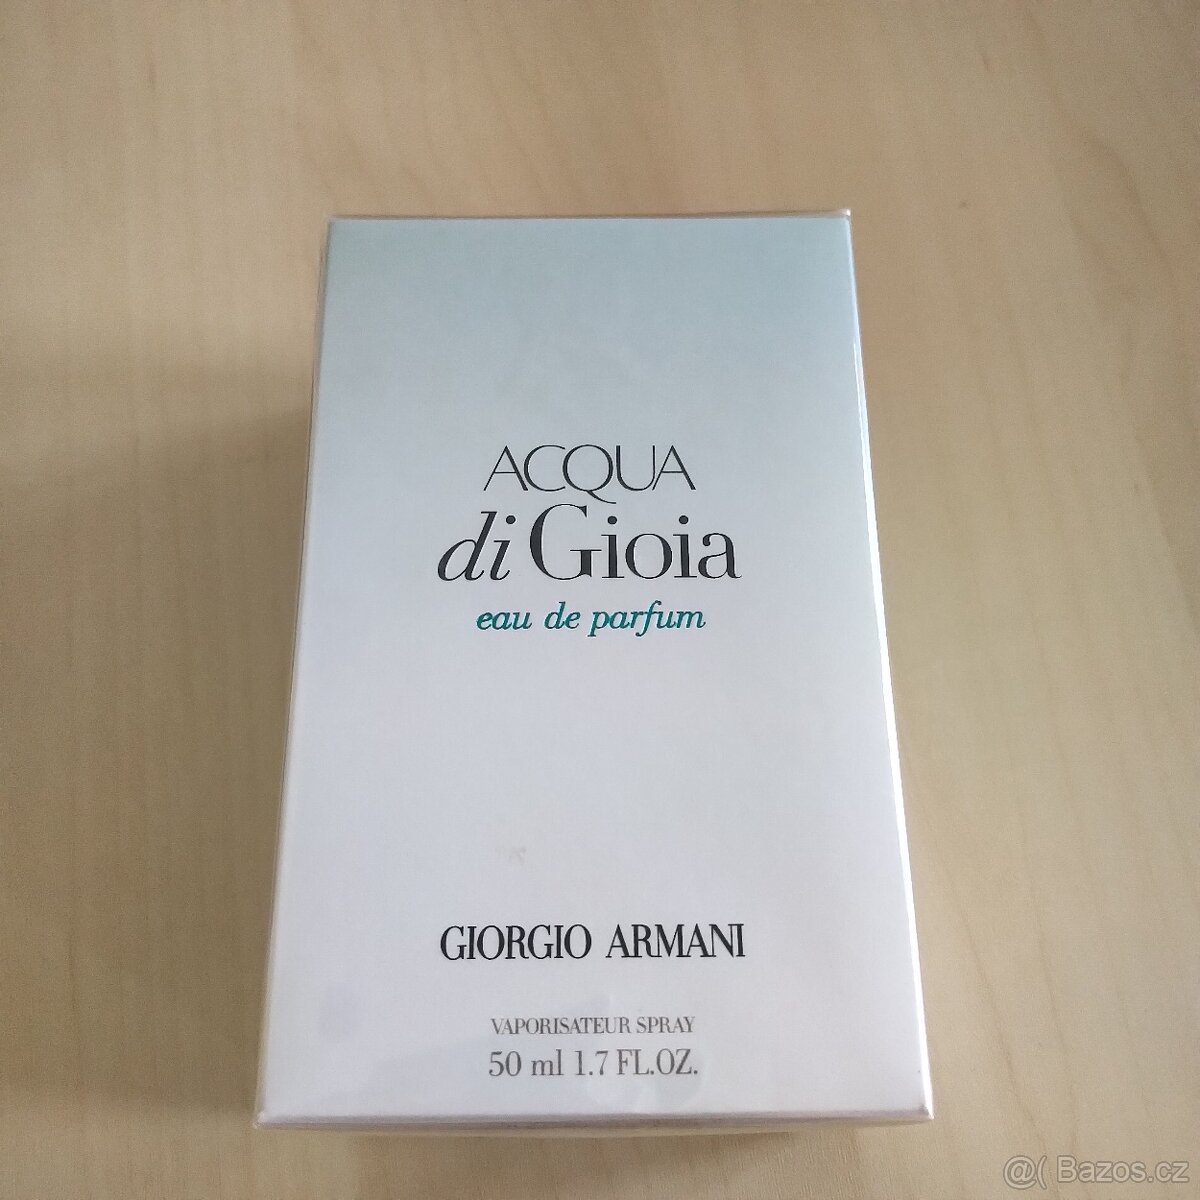 ACQUA
di Gioia
eau de parfum
GIORGIO ARMANI
VAPORISATEUR SPRAY
50 ml 1.7 FL.OZ.
@( Bazos.cz